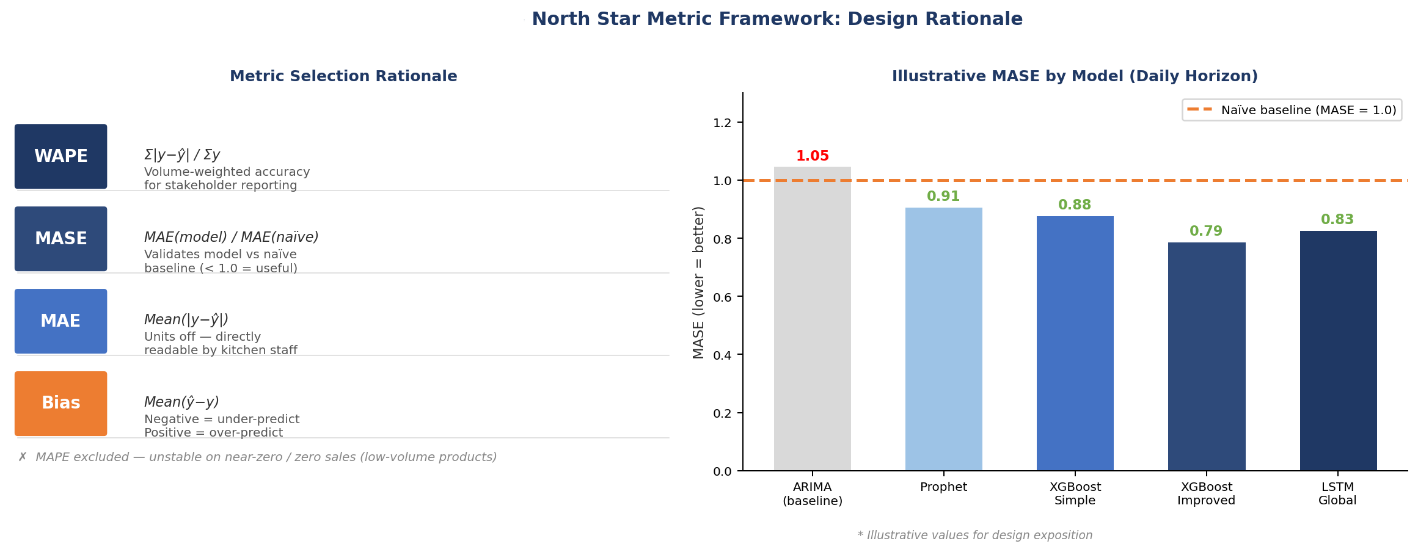 North Star Metric Framework: Design Rationale
Metric Selection Rationale
WAPE
Σ|y−ŷ| / Σy
Volume-weighted accuracy
for stakeholder reporting
MASE
MAE(model) / MAE(naïve)
Validates model vs naïve
baseline (< 1.0 = useful)
MAE
Mean(|y−ŷ|)
Units off — directly
readable by kitchen staff
Bias
Mean(ŷ−y)
Negative = under-predict
Positive = over-predict
✗ MAPE excluded — unstable on near-zero / zero sales (low-volume products)
Illustrative MASE by Model (Daily Horizon)
Naïve baseline (MASE = 1.0)
MASE (lower = better)
1.2
1.0
0.8
0.6
0.4
0.2
0.0
1.05
0.91
0.88
0.79
0.83
ARIMA
(baseline)
Prophet
XGBoost
Simple
XGBoost
Improved
LSTM
Global
* Illustrative values for design exposition